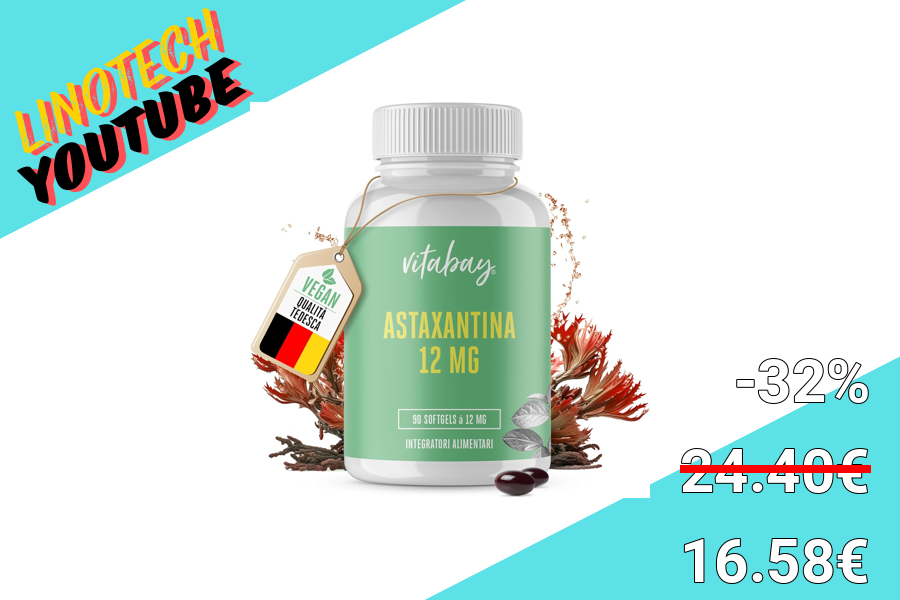 LINOTECH
YOUTUBE
vitabay®
ASTAXANTINA
12 MG
90 SOFTGELS à 12 MG
INTEGRATORI ALIMENTARI
VEGAN
QUALITÀ
TEDESCA
-32%
24.40€
16.58€